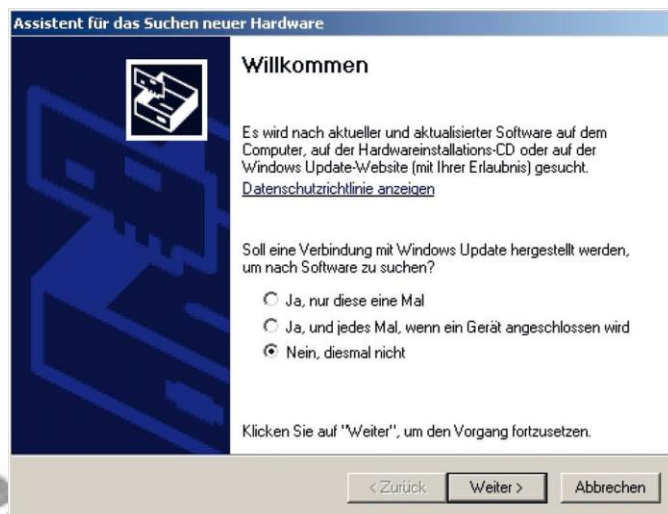 Assistent für das Suchen neuer Hardware
Willkommen
Es wird nach aktueller und aktualisierter Software auf dem
Computer, auf der Hardwareinstallations-CD oder auf der
Windows Update-Website (mit Ihrer Erlaubnis) gesucht.
Datenschutzrichtlinie anzeigen
Soll eine Verbindung mit Windows Update hergestellt werden,
um nach Software zu suchen?
Ja, nur diese eine Mal
Ja, und jedes Mal, wenn ein Gerät angeschlossen wird
Nein, diesmal nicht
Klicken Sie auf "Weiter", um den Vorgang fortzusetzen.
< Zurück Weiter > Abbrechen